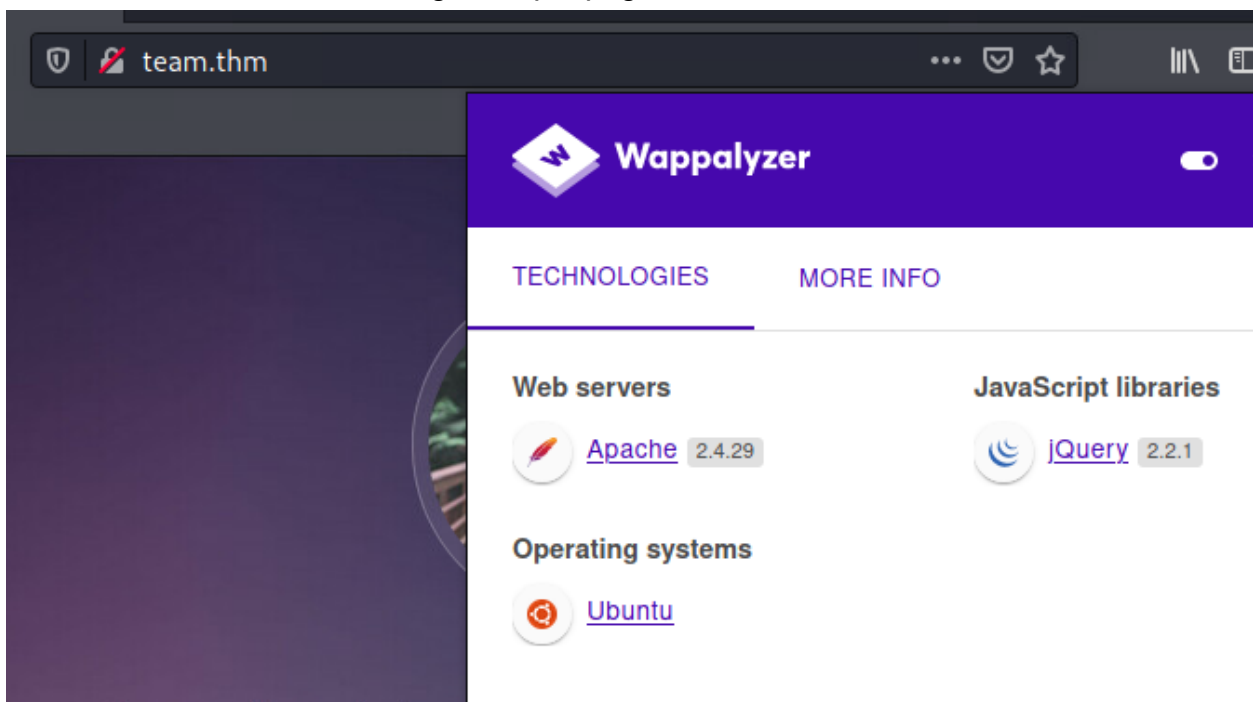 team.thm
Wappalyzer
TECHNOLOGIES MORE INFO
Web servers JavaScript libraries
Apache 2.4.29 jQuery 2.2.1
Operating systems
Ubuntu